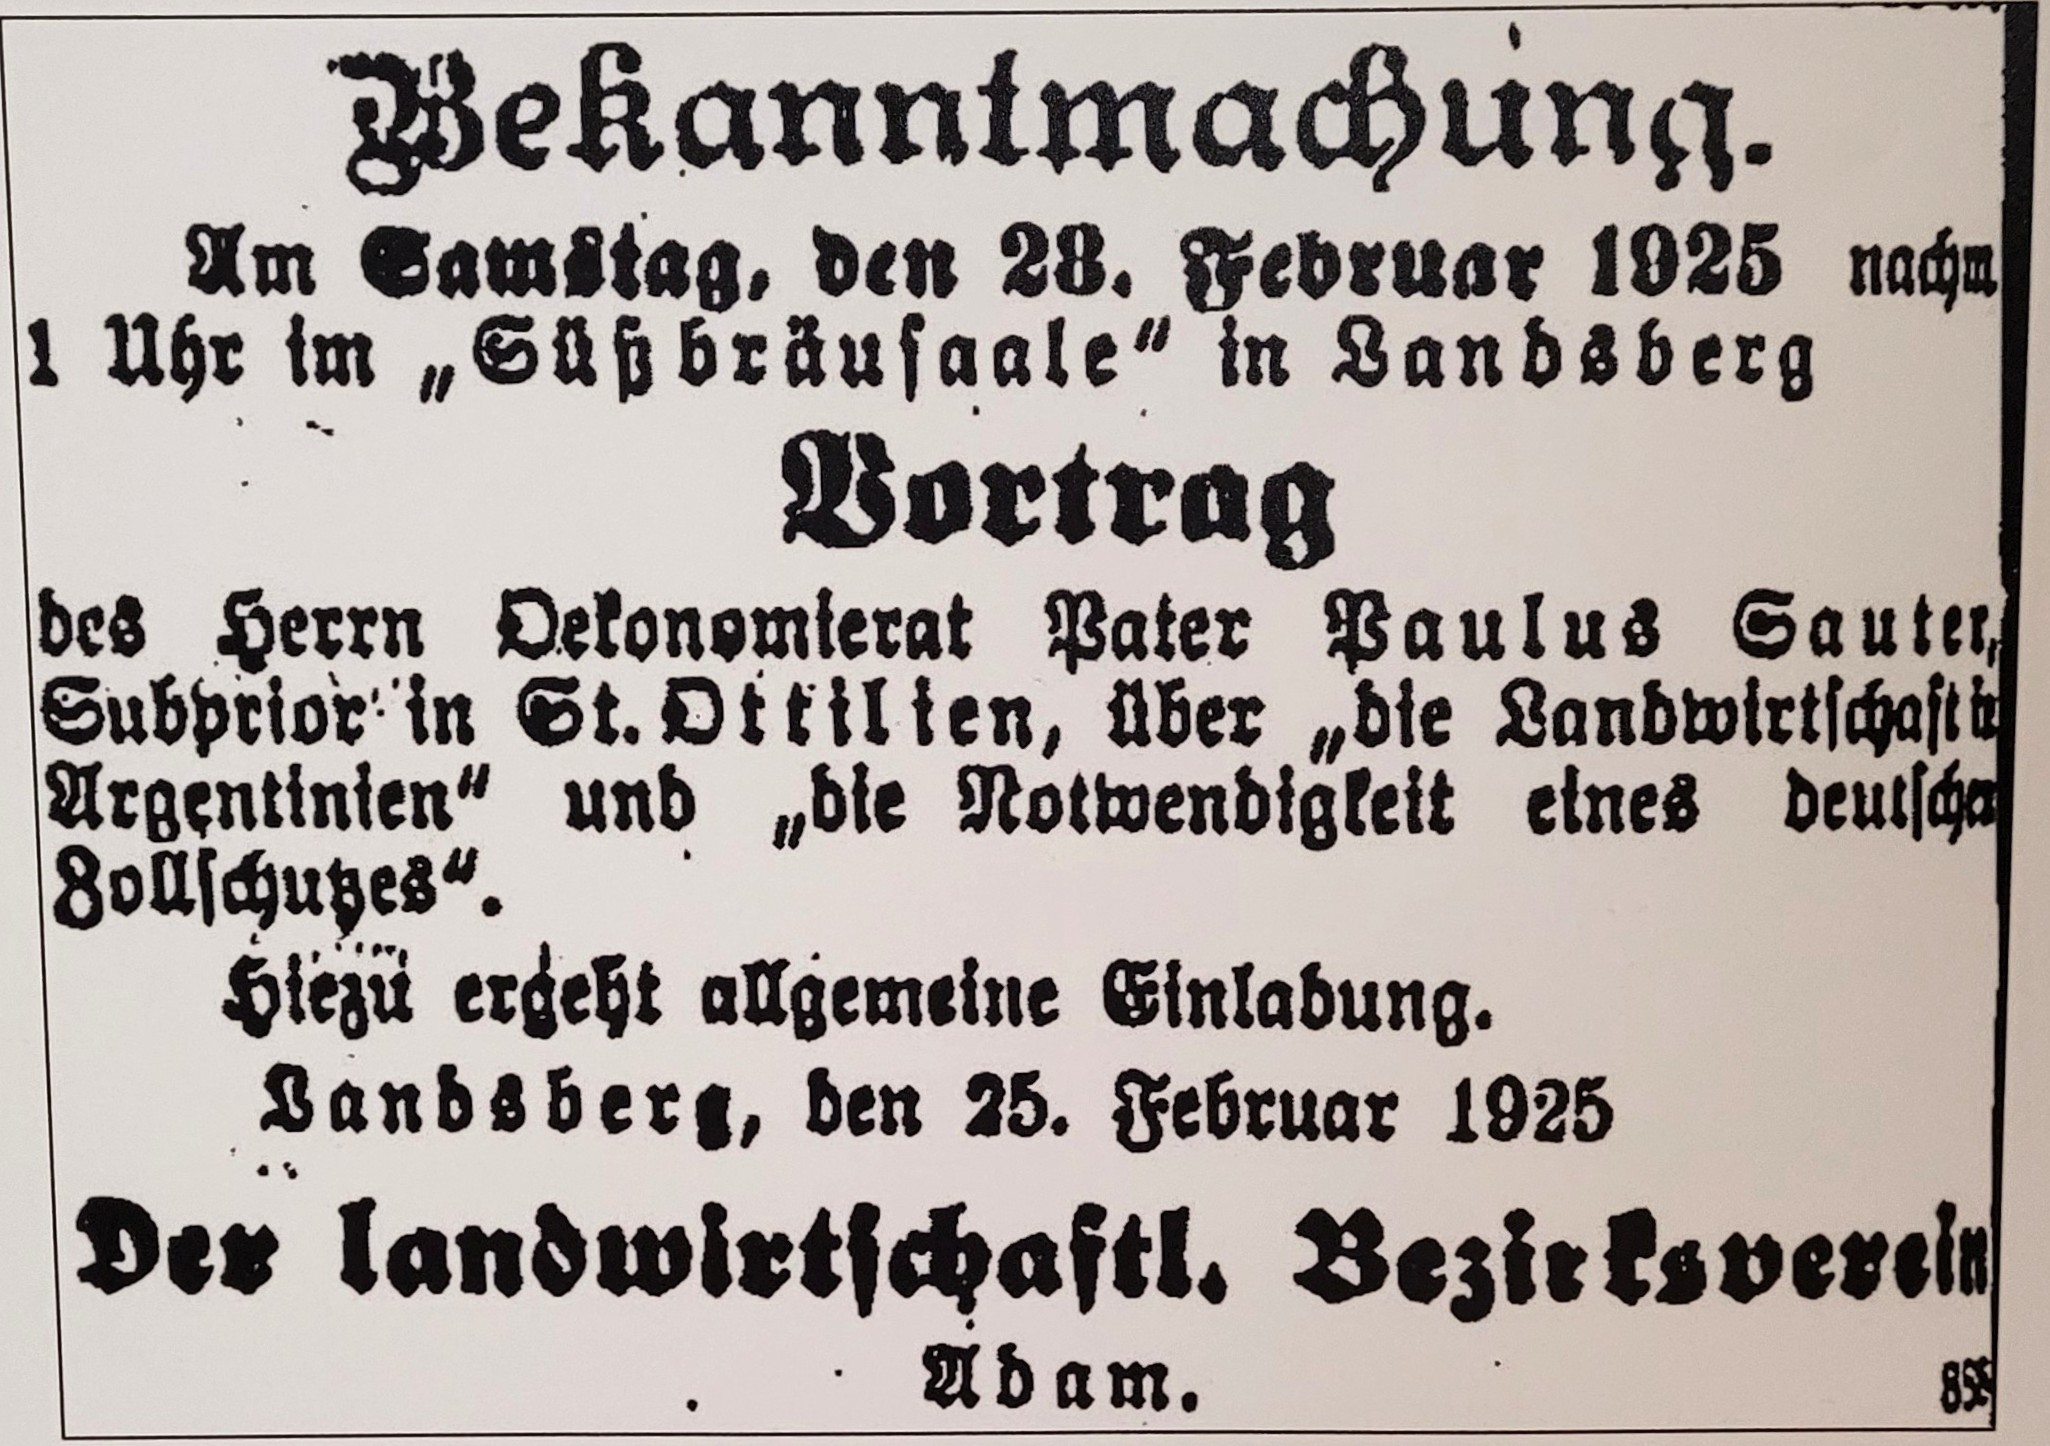 Bekanntmachung.
Am Samstag, den 28. Februar 1925 nachm
1 Uhr im „Süßbräusaale“ in Landsberg
Vortrag
des Herrn Oekonomierat Pater Paulus Sauter,
Subprior in St. Ottilien, über „die Landwirtschaft in
Argentinien“ und „die Notwendigkeit eines deutschen
Zollschutzes“.
Hiezu ergeht allgemeine Einladung.
Landsberg, den 25. Februar 1925
Der landwirtschaftl. Bezirksverein
Adam.